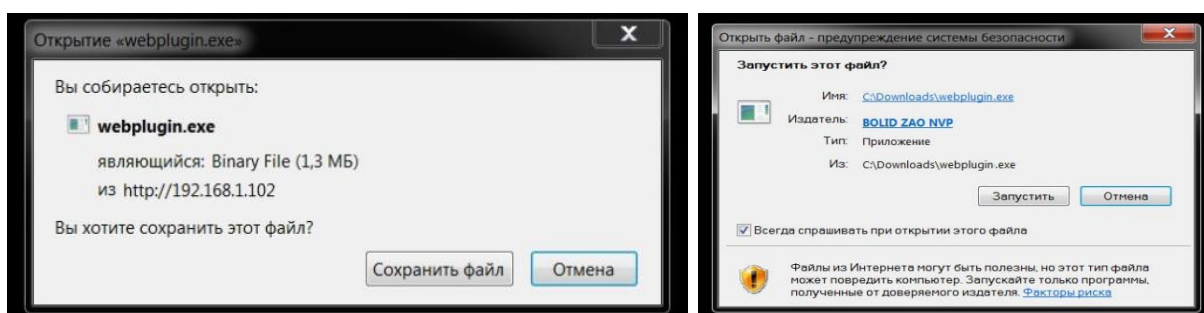 Открытие «webplugin.exe»
Вы собираетесь открыть:
webplugin.exe
являющийся: Binary File (1,3 МБ)
из http://192.168.1.102
Вы хотите сохранить этот файл?
Сохранить файл
Отмена
Открыть файл - предупреждение системы безопасности
Запустить этот файл?
Имя: C:\Downloads\webplugin.exe
Издатель: BOLID ZAO NVP
Тип: Приложение
Из: C:\Downloads\webplugin.exe
Запустить
Отмена
Всегда спрашивать при открытии этого файла
Файлы из Интернета могут быть полезны, но этот тип файла
может повредить компьютер. Запускайте только программы,
полученные от доверяемого издателя. Факторы риска